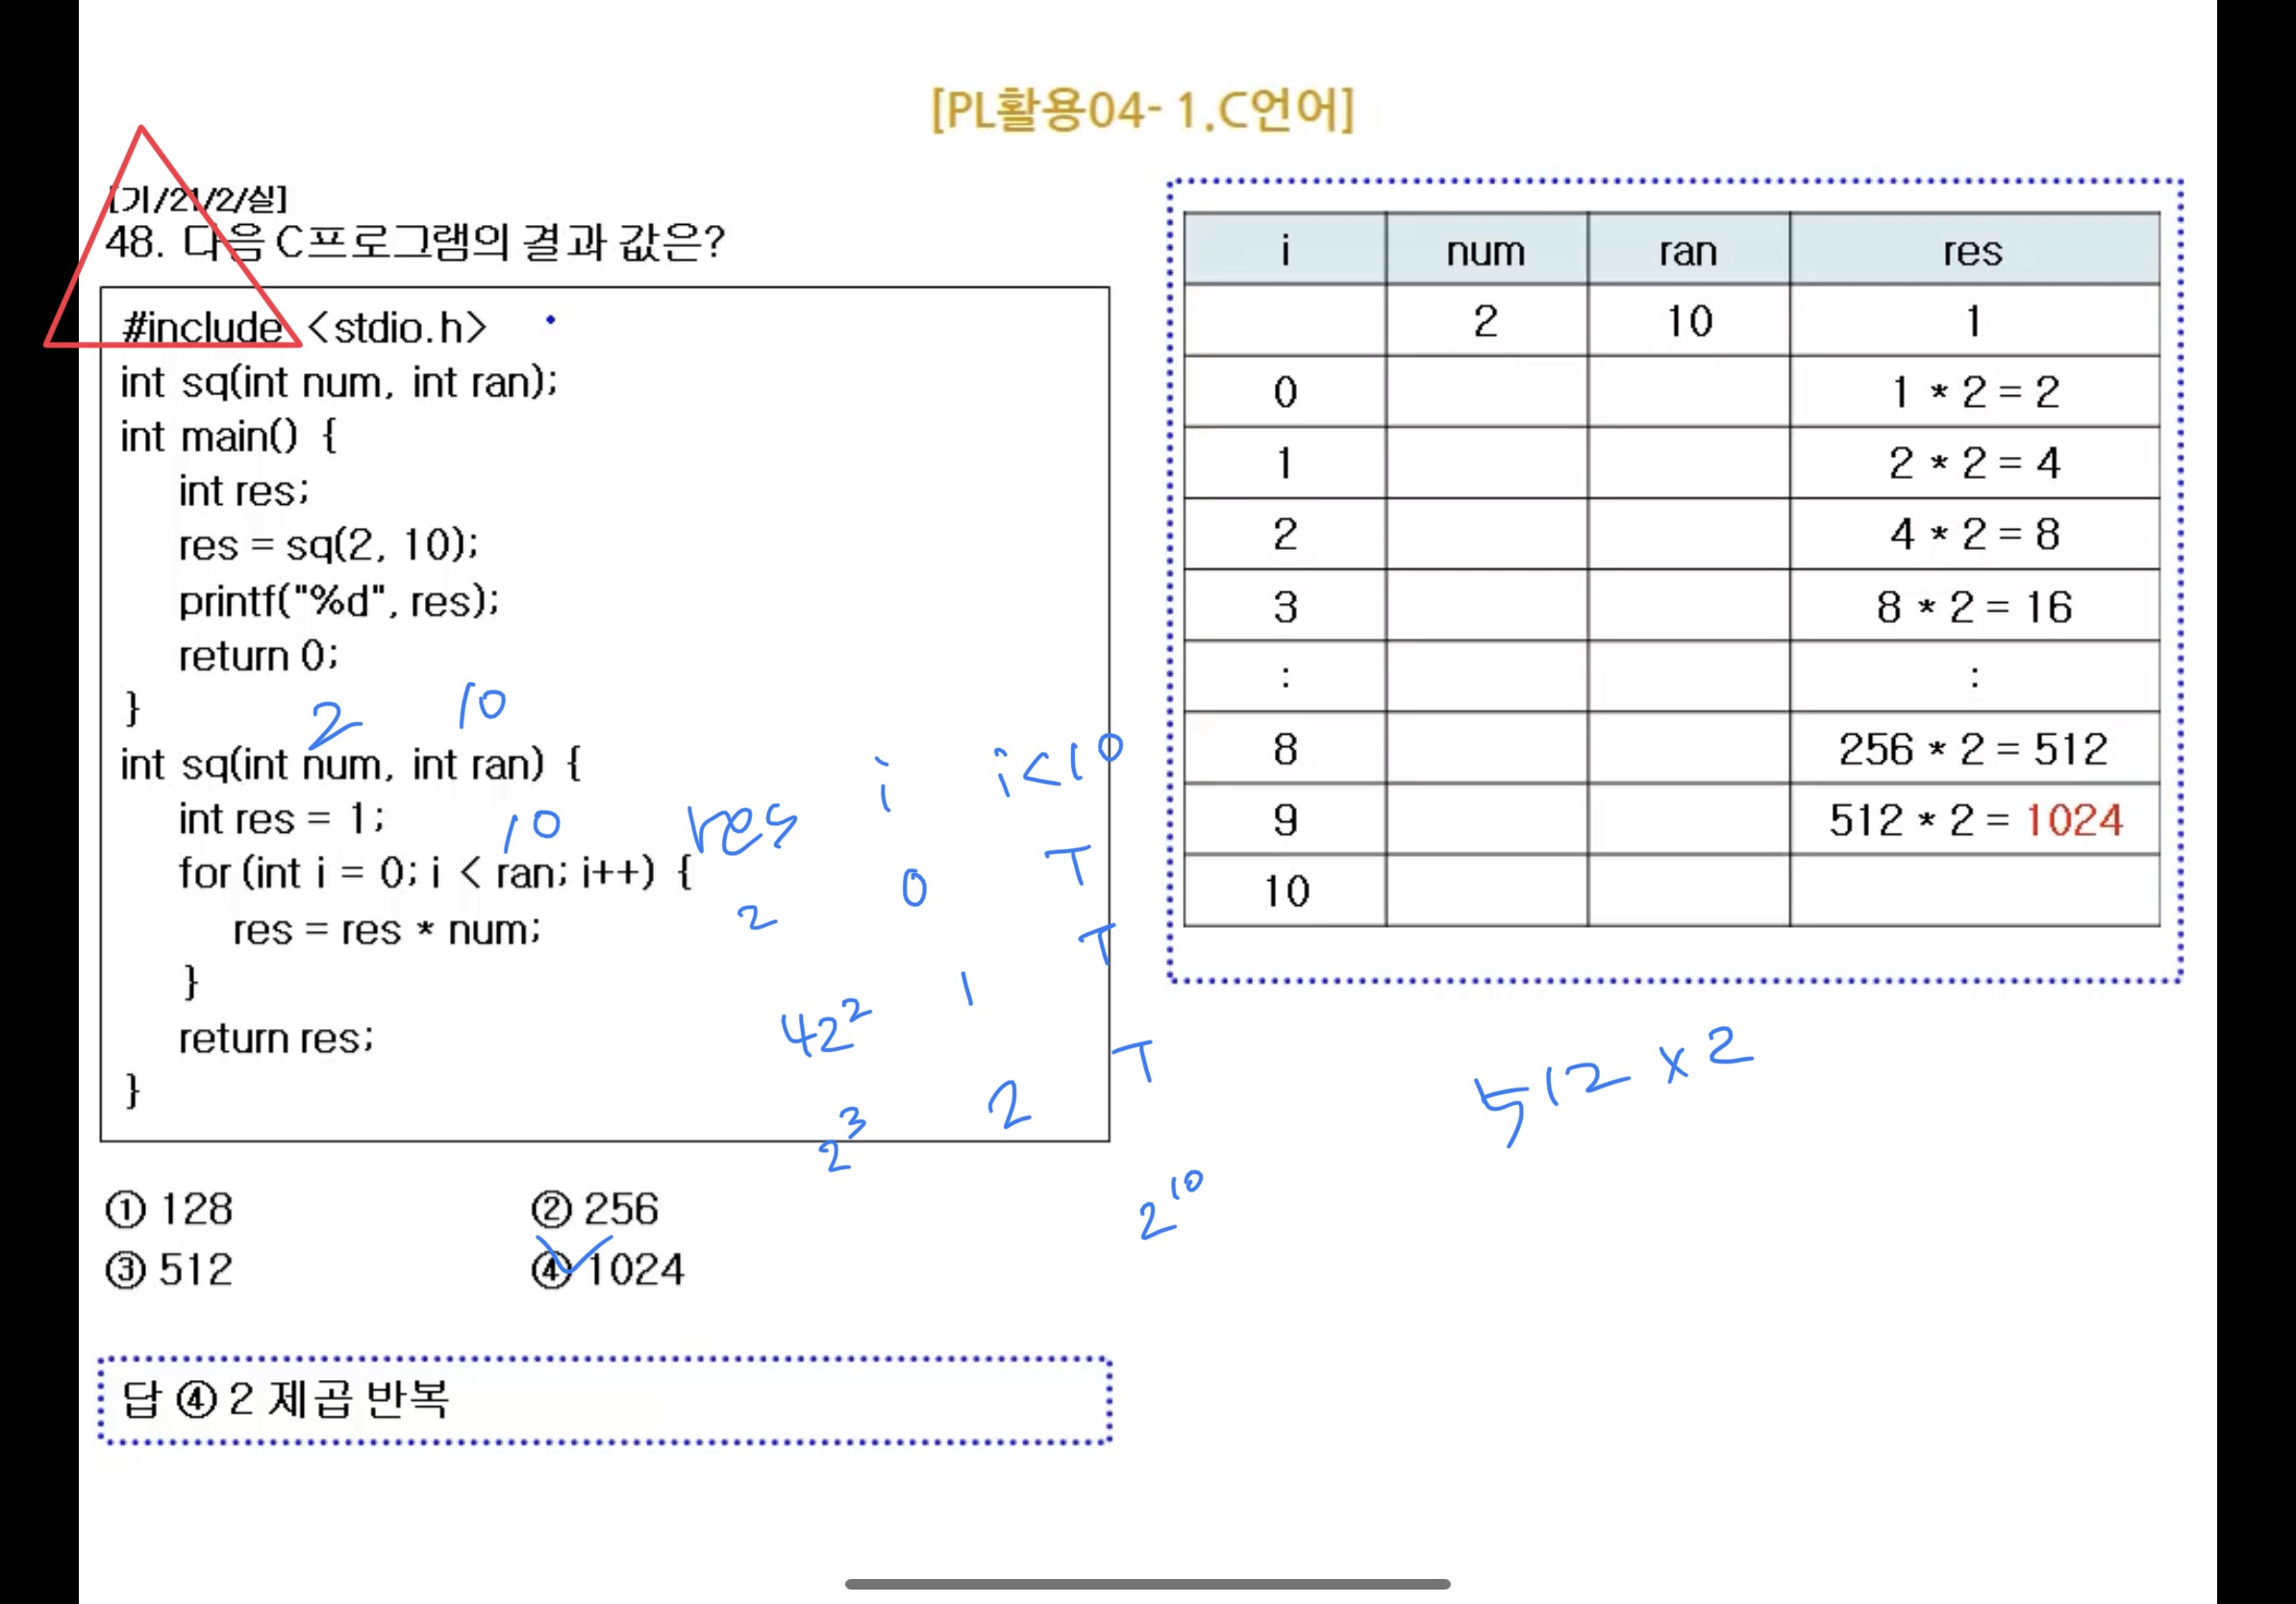 [PL활용04- 1.C언어]
[기/21/2/실]
48. 다음 C프로그램의 결과 값은?
#include <stdio.h>
int sq(int num, int ran);
int main() {
int res;
res = sq(2, 10);
printf("%d", res);
return 0;
}
2 10
int sq(int num, int ran) {
int res = 1;
10
for (int i = 0; i < ran; i++) {
res = res * num;
}
return res;
}
res i i<10
2 0 T
4 2² 1 T
2³ 2 T
2¹⁰
① 128 ② 256
③ 512 ④ 1024
답 ④ 2 제곱 반복
i num ran res
2 10 1
0 1 * 2 = 2
1 2 * 2 = 4
2 4 * 2 = 8
3 8 * 2 = 16
: :
8 256 * 2 = 512
9 512 * 2 = 1024
10
512 x 2